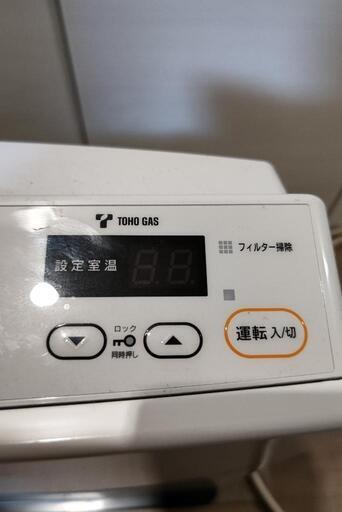 TOHO GAS
フィルター掃除
設定室温
ロック
同時押し
運転 入/切